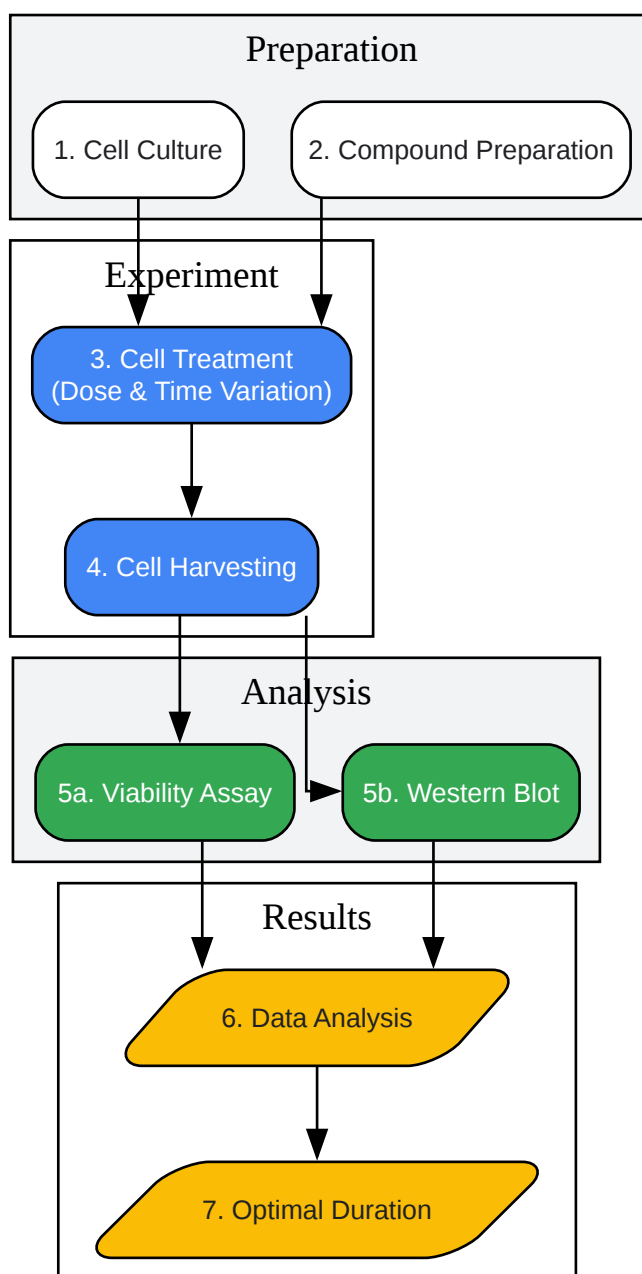 Preparation
1. Cell Culture
2. Compound Preparation
Experiment
3. Cell Treatment
(Dose & Time Variation)
4. Cell Harvesting
Analysis
5a. Viability Assay
5b. Western Blot
Results
6. Data Analysis
7. Optimal Duration